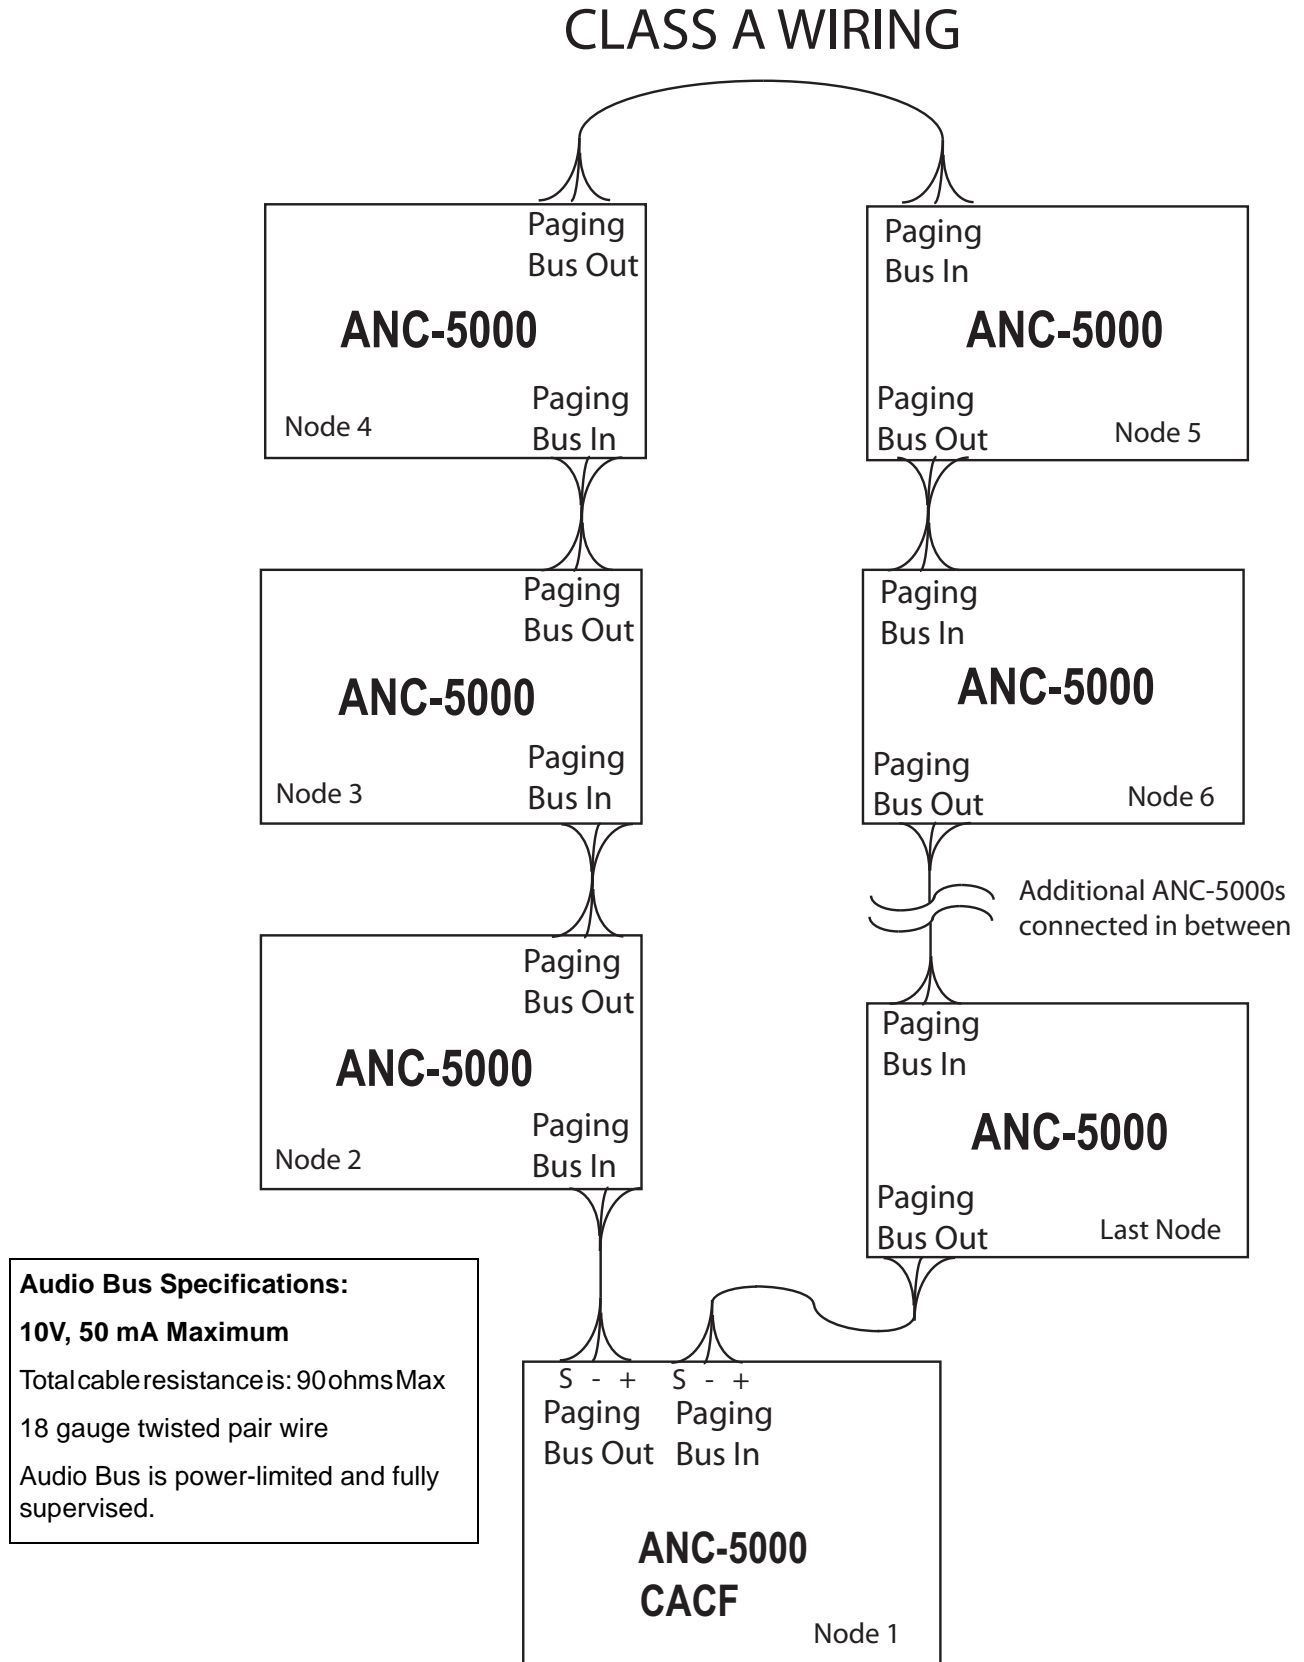 CLASS A WIRING
Paging
Bus Out
ANC-5000
Paging
Bus In
Node 4
Paging
Bus In
ANC-5000
Paging
Bus Out
Node 5
Paging
Bus Out
ANC-5000
Paging
Bus In
Node 3
Paging
Bus In
ANC-5000
Paging
Bus Out
Node 6
Additional ANC-5000s
connected in between
Paging
Bus Out
ANC-5000
Paging
Bus In
Node 2
Paging
Bus In
ANC-5000
Paging
Bus Out
Last Node
Audio Bus Specifications:
10V, 50 mA Maximum
Total cable resistance is: 90 ohms Max
18 gauge twisted pair wire
Audio Bus is power-limited and fully
supervised.
S - +
Paging
Bus Out
S - +
Paging
Bus In
ANC-5000
CACF
Node 1